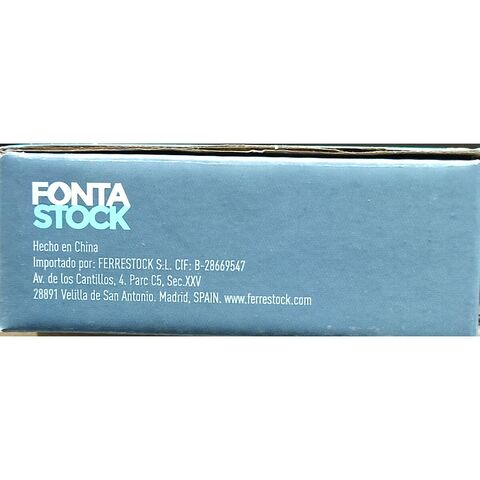 FONTA
STOCK
Hecho en China
Importado por: FERRESTOCK S.L. CIF: B-28669547
Av. de los Cantillos, 4. Parc C5, Sec.XXV
28891 Velilla de San Antonio. Madrid, SPAIN. www.ferrestock.com